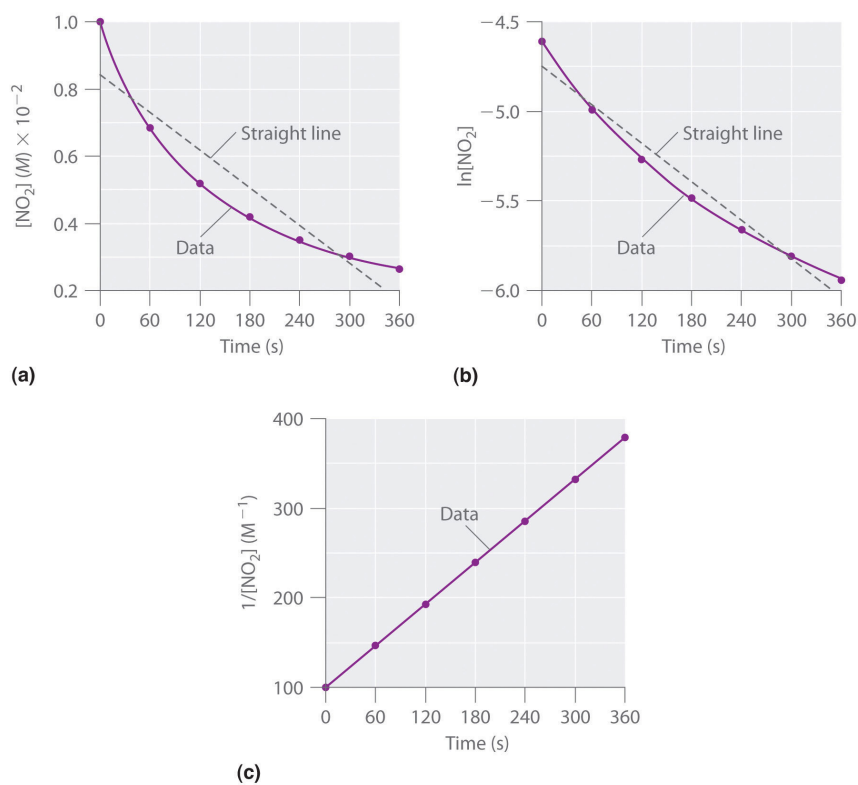 [NO₂] (M) × 10⁻²
1.0
0.8
0.6
0.4
0.2
Straight line
Data
0 60 120 180 240 300 360
Time (s)
(a)
ln[NO₂]
−4.5
−5.0
−5.5
−6.0
Straight line
Data
0 60 120 180 240 300 360
Time (s)
(b)
1/[NO₂] (M⁻¹)
400
300
200
100
Data
0 60 120 180 240 300 360
Time (s)
(c)